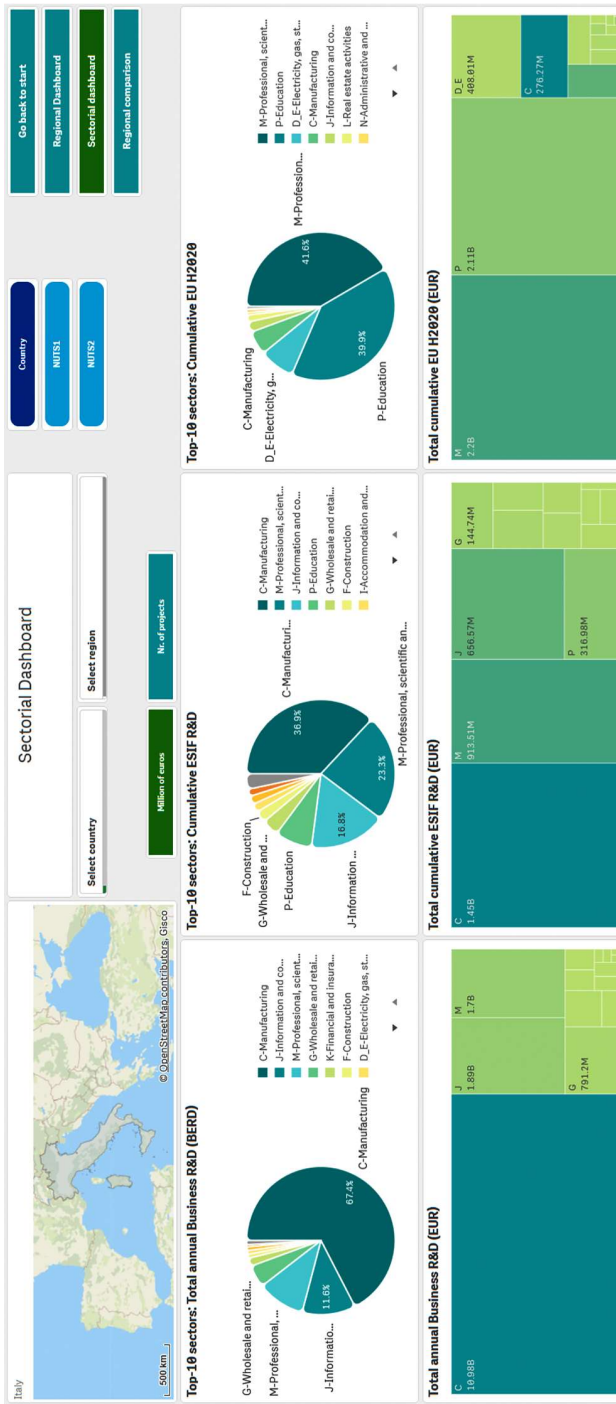 Italy
500 km
© OpenStreetMap contributors, Gisco
Sectorial Dashboard
Select country
Select region
Million of euros
Nr. of projects
Country
NUTS1
NUTS2
Go back to start
Regional Dashboard
Sectorial dashboard
Regional comparison
Top-10 sectors: Total annual Business R&D (BERD)
G-Wholesale and retai...
M-Professional, ...
J-Informatio...
11.6%
67.4%
C-Manufacturing
C-Manufacturing
J-Information and co...
M-Professional, scient...
G-Wholesale and retai...
K-Financial and insura...
F-Construction
D_E-Electricity, gas, st...
Top-10 sectors: Cumulative ESIF R&D
F-Construction
G-Wholesale and ...
P-Education
J-Information ...
16.8%
23.3%
36.9%
C-Manufacturi...
M-Professional, scientific an...
C-Manufacturing
M-Professional, scient...
J-Information and co...
P-Education
G-Wholesale and retai...
F-Construction
I-Accommodation and...
Top-10 sectors: Cumulative EU H2020
C-Manufacturing
D_E-Electricity, g...
P-Education
39.9%
41.6%
M-Profession...
M-Professional, scient...
P-Education
D_E-Electricity, gas, st...
C-Manufacturing
J-Information and co...
L-Real estate activities
N-Administrative and ...
Total annual Business R&D (EUR)
C
10.98B
J
1.89B
M
1.7B
G
791.2M
Total cumulative ESIF R&D (EUR)
C
1.45B
M
913.51M
J
656.57M
P
316.98M
G
144.74M
Total cumulative EU H2020 (EUR)
M
2.2B
P
2.11B
D_E
408.01M
C
276.27M